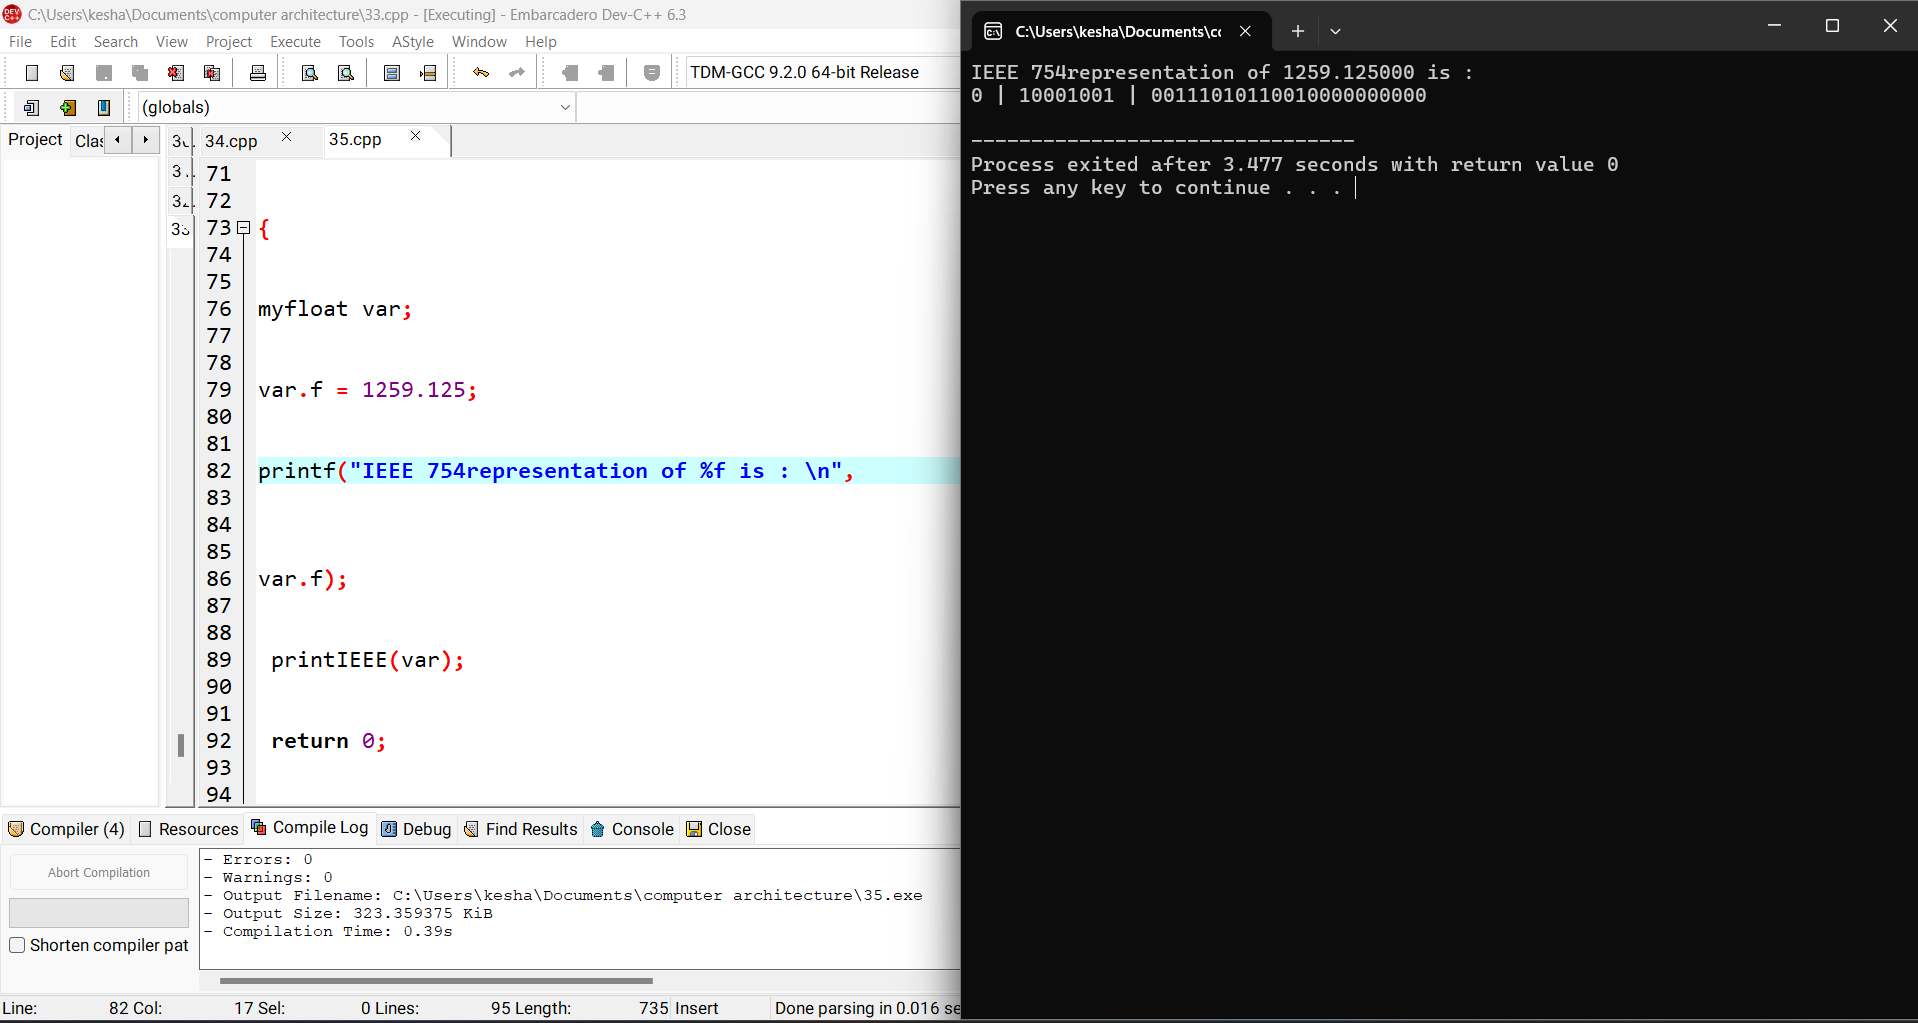 C:\Users\kesha\Documents\computer architecture\33.cpp - [Executing] - Embarcadero Dev-C++ 6.3
File Edit Search View Project Execute Tools AStyle Window Help
TDM-GCC 9.2.0 64-bit Release
(globals)
Project
34.cpp
35.cpp
71
72
73 {
74
75
76 myfloat var;
77
78
79 var.f = 1259.125;
80
81
82 printf("IEEE 754representation of %f is : \n",
83
84
85
86 var.f);
87
88
89 printIEEE(var);
90
91
92 return 0;
93
94
Compiler (4) Resources Compile Log Debug Find Results Console Close
Abort Compilation
Shorten compiler pat
- Errors: 0
- Warnings: 0
- Output Filename: C:\Users\kesha\Documents\computer architecture\35.exe
- Output Size: 323.359375 KiB
- Compilation Time: 0.39s
Line: 82 Col: 17 Sel: 0 Lines: 95 Length: 735 Insert Done parsing in 0.016 se
C:\Users\kesha\Documents\co
IEEE 754representation of 1259.125000 is :
0 | 10001001 | 00111010110010000000000
--------------------------------
Process exited after 3.477 seconds with return value 0
Press any key to continue . . .